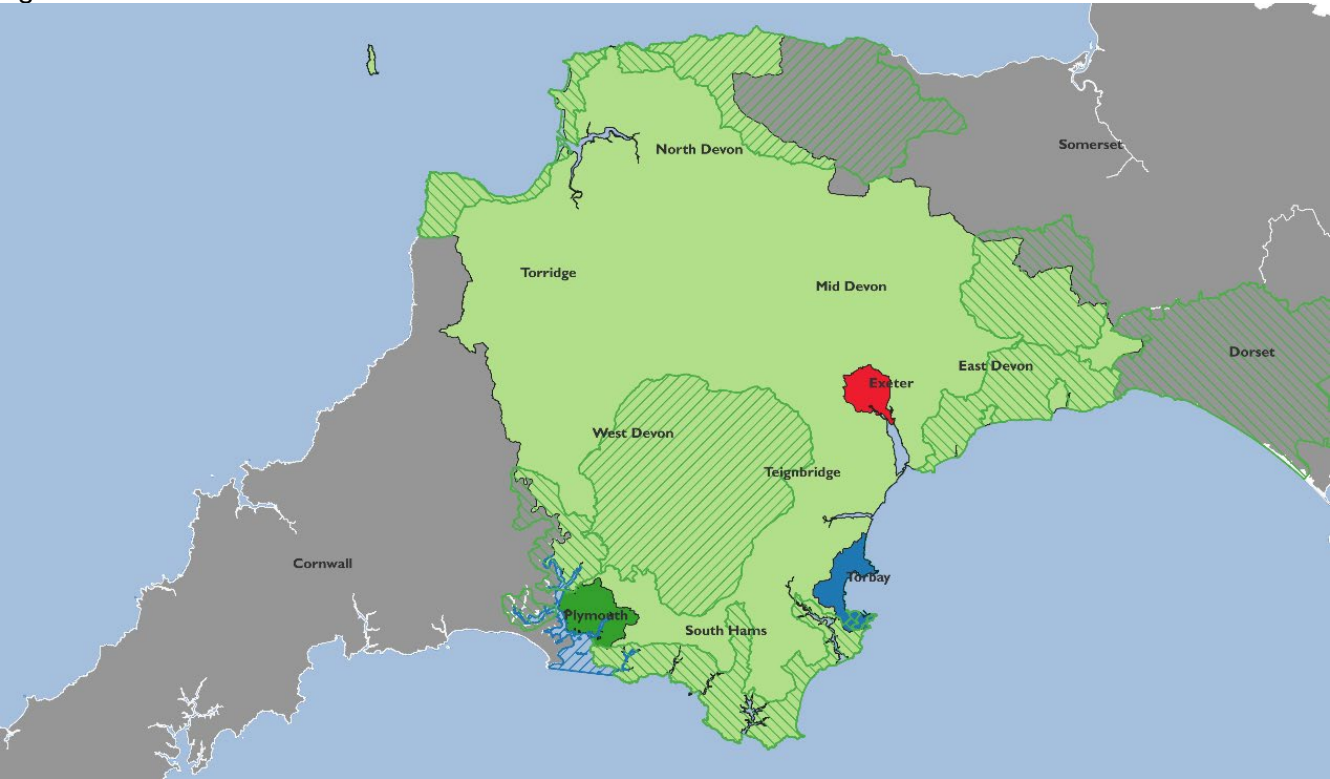 North Devon
Somerset
Torridge
Mid Devon
Dorset
East Devon
Exeter
West Devon
Teignbridge
Cornwall
Torbay
Plymouth
South Hams